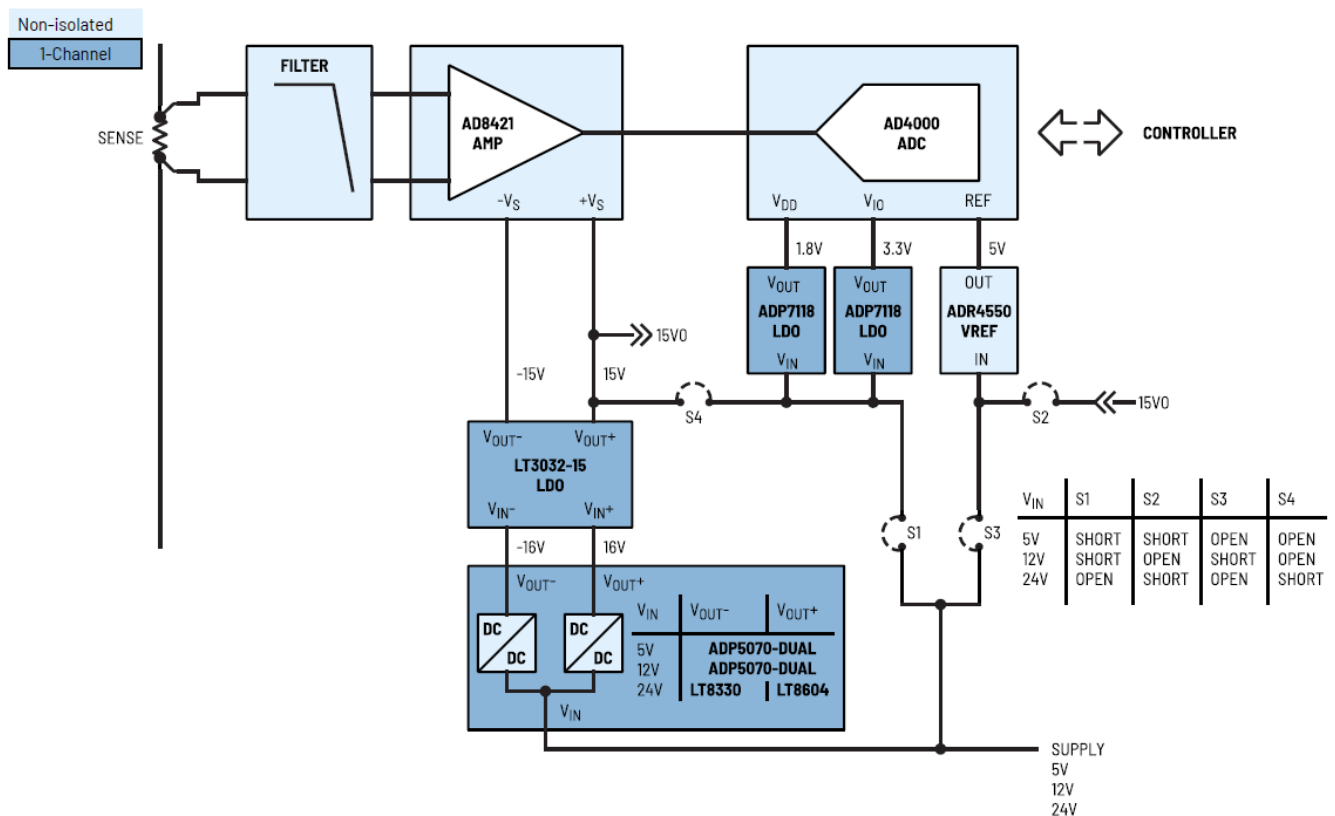 Non-isolated
1-Channel
SENSE
FILTER
AD8421
AMP
-VS
+VS
AD4000
ADC
VDD
VIO
REF
CONTROLLER
1.8V
3.3V
5V
VOUT
ADP7118
LDO
VIN
VOUT
ADP7118
LDO
VIN
OUT
ADR4550
VREF
IN
15V0
-15V
15V
S4
S2
15V0
VOUT-
VOUT+
LT3032-15
LDO
VIN-
VIN+
-16V
16V
S1
S3
VIN S1 S2 S3 S4
5V SHORT SHORT OPEN OPEN
12V SHORT OPEN SHORT OPEN
24V OPEN SHORT OPEN SHORT
VOUT-
VOUT+
DC
DC
DC
DC
VIN
VIN VOUT- VOUT+
5V ADP5070-DUAL
12V ADP5070-DUAL
24V LT8330 LT8604
SUPPLY
5V
12V
24V